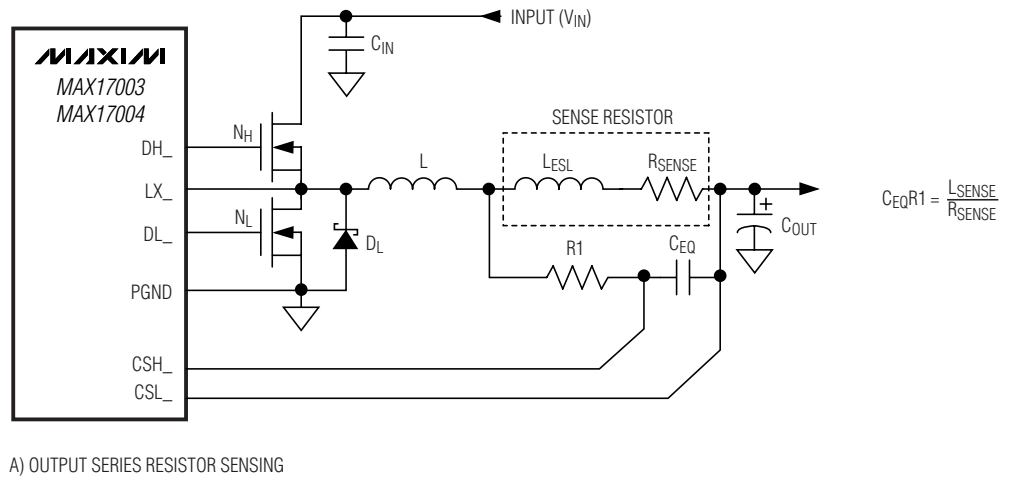 INPUT (VIN)
CIN
MAXIM
MAX17003
MAX17004
DH_
NH
LX_
DL_
NL
DL
PGND
CSH_
CSL_
L
SENSE RESISTOR
LESL
RSENSE
R1
CEQ
+
COUT
CEQR1 = LSENSE
RSENSE
A) OUTPUT SERIES RESISTOR SENSING